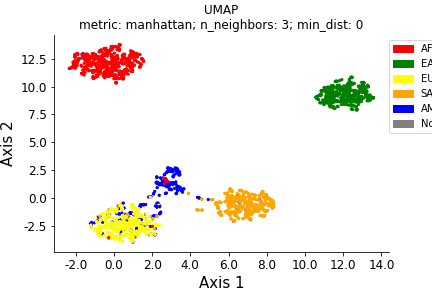 UMAP
metric: manhattan; n_neighbors: 3; min_dist: 0
12.5
10.0
7.5
5.0
2.5
0.0
-2.5
Axis 2
-2.0 0.0 2.0 4.0 6.0 8.0 10.0 12.0 14.0
Axis 1
AF
EA
EU
SA
AM
No